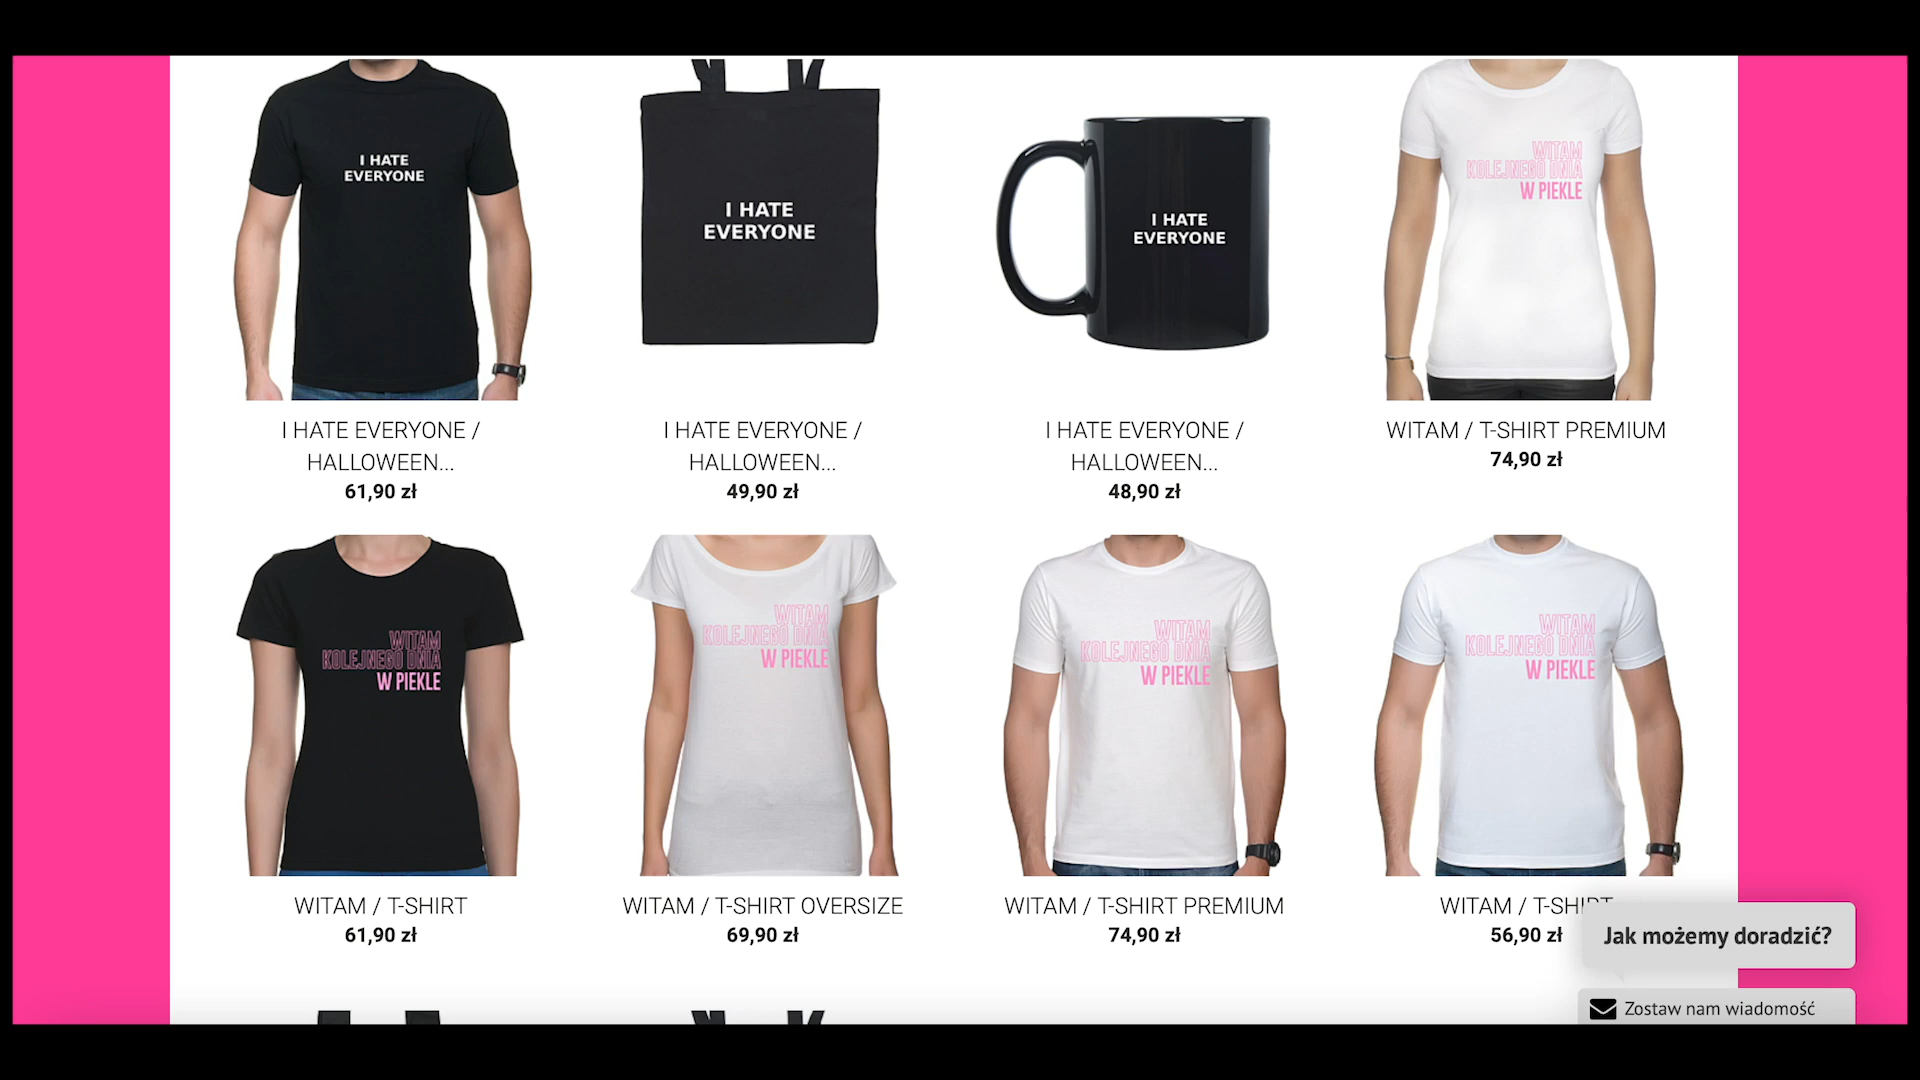 I HATE
EVERYONE
I HATE
EVERYONE
I HATE
EVERYONE
WITAM
KOLEJNEGO DNIA
W PIEKLE
I HATE EVERYONE /
HALLOWEEN...
61,90 zł
I HATE EVERYONE /
HALLOWEEN...
49,90 zł
I HATE EVERYONE /
HALLOWEEN...
48,90 zł
WITAM / T-SHIRT PREMIUM
74,90 zł
WITAM
KOLEJNEGO DNIA
W PIEKLE
WITAM
KOLEJNEGO DNIA
W PIEKLE
WITAM
KOLEJNEGO DNIA
W PIEKLE
WITAM
KOLEJNEGO DNIA
W PIEKLE
WITAM / T-SHIRT
61,90 zł
WITAM / T-SHIRT OVERSIZE
69,90 zł
WITAM / T-SHIRT PREMIUM
74,90 zł
WITAM / T-SHIRT
56,90 zł
Jak możemy doradzić?
Zostaw nam wiadomość